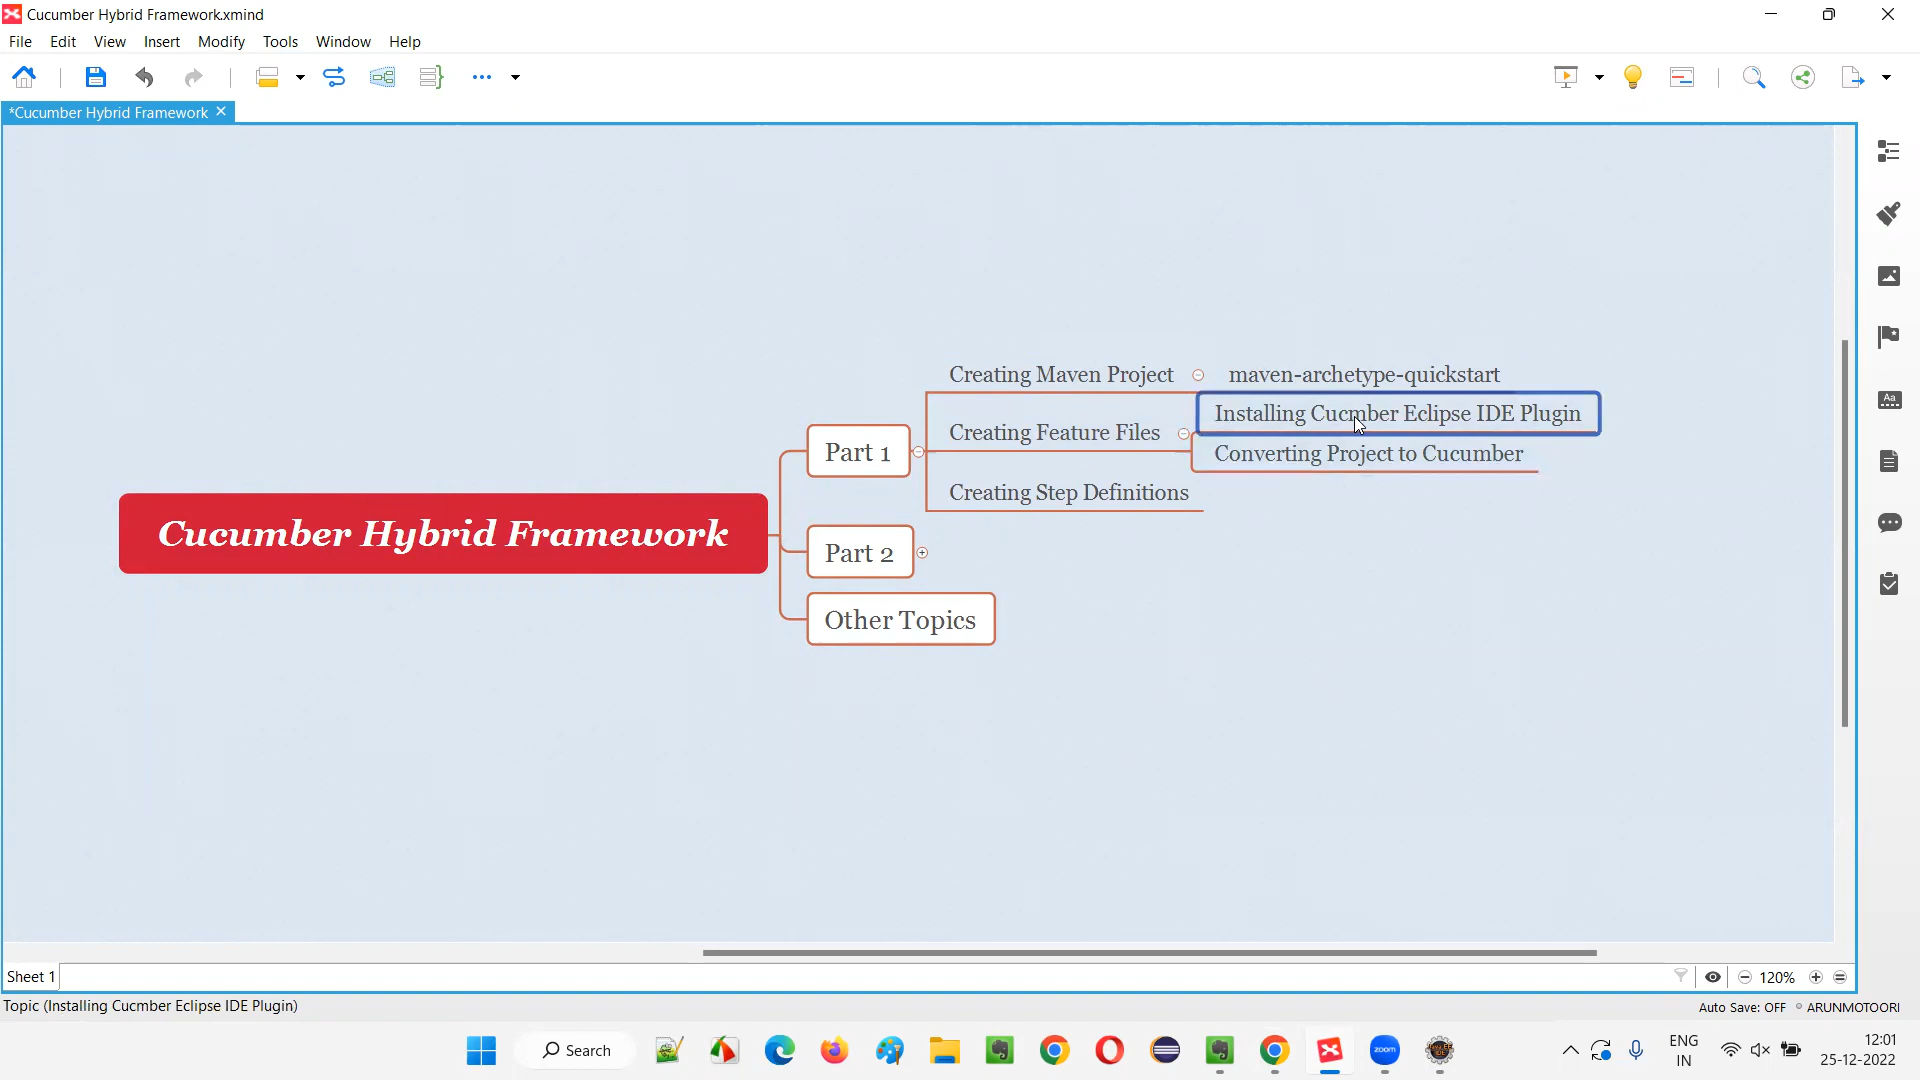 Cucumber Hybrid Framework.xmind
File Edit View Insert Modify Tools Window Help
*Cucumber Hybrid Framework
Creating Maven Project
maven-archetype-quickstart
Installing Cucmber Eclipse IDE Plugin
Creating Feature Files
Converting Project to Cucumber
Part 1
Creating Step Definitions
Cucumber Hybrid Framework
Part 2
Other Topics
Aa
Sheet 1
120%
Topic (Installing Cucmber Eclipse IDE Plugin)
Auto Save: OFF
ARUNMOTOORI
Search
zoom
ENG
IN
12:01
25-12-2022